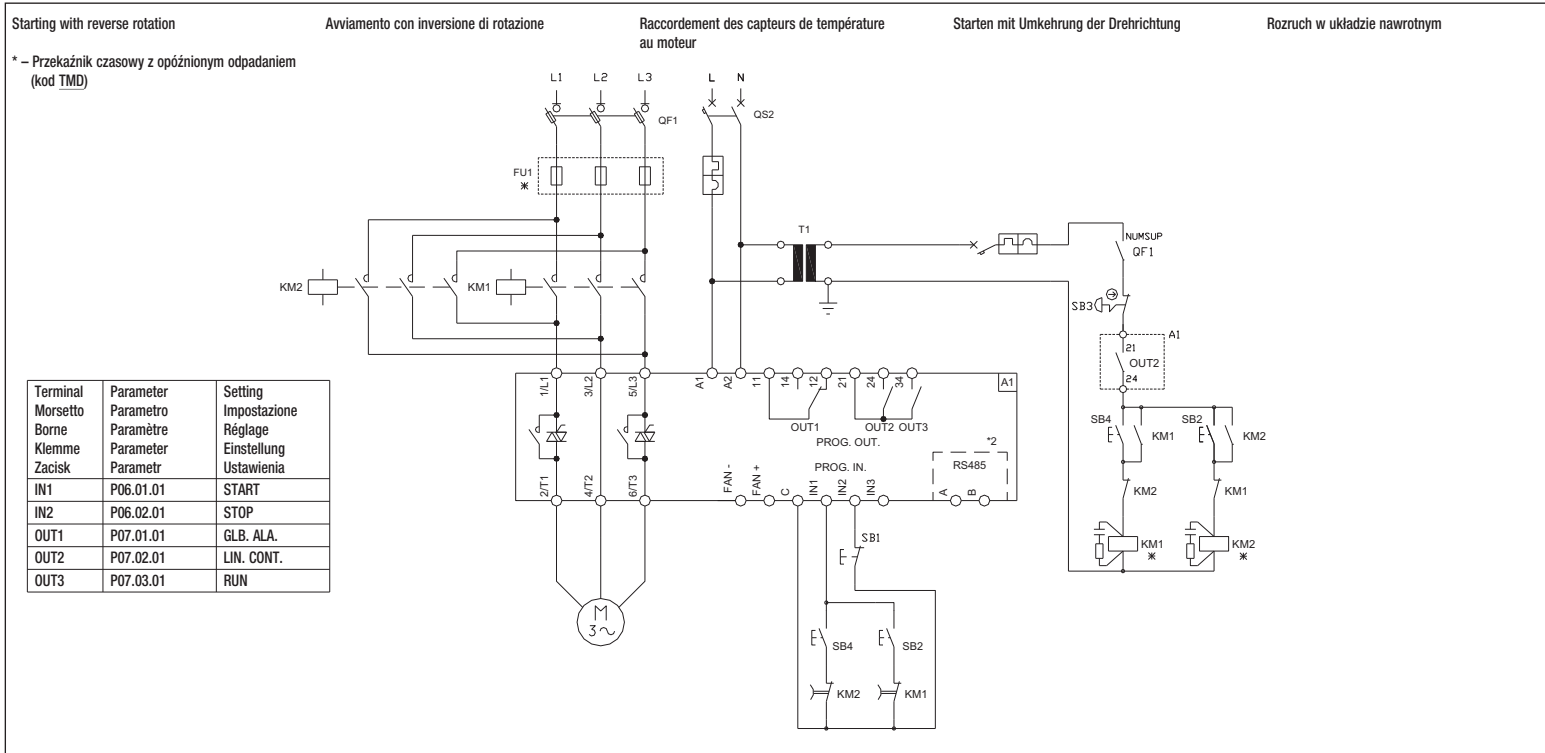 Starting with reverse rotation
Avviamento con inversione di rotazione
Raccordement des capteurs de température
au moteur
Starten mit Umkehrung der Drehrichtung
Rozruch w układzie nawrotnym
* – Przekaźnik czasowy z opóźnionym odpadaniem
(kod TMD)
L1 L2 L3 L N
QF1
QS2
FU1
*
T1
NUMSUP
QF1
KM2
KM1
SB3
A1
21
OUT2
24
SB4
KM1
SB2
KM2
KM2
KM1
KM1
*
KM2
*
1/L1 3/L2 5/L3 A1 A2 11 14 12 21 24 34
A1
OUT1 OUT2 OUT3
PROG. OUT.
*2
PROG. IN.
RS485
2/T1 4/T2 6/T3 FAN - FAN + C IN1 IN2 IN3 A B
SB1
M
3~
SB4
SB2
KM2
KM1
Terminal Parameter Setting
Morsetto Parametro Impostazione
Borne Paramètre Réglage
Klemme Parameter Einstellung
Zacisk Parametr Ustawienia
IN1 P06.01.01 START
IN2 P06.02.01 STOP
OUT1 P07.01.01 GLB. ALA.
OUT2 P07.02.01 LIN. CONT.
OUT3 P07.03.01 RUN